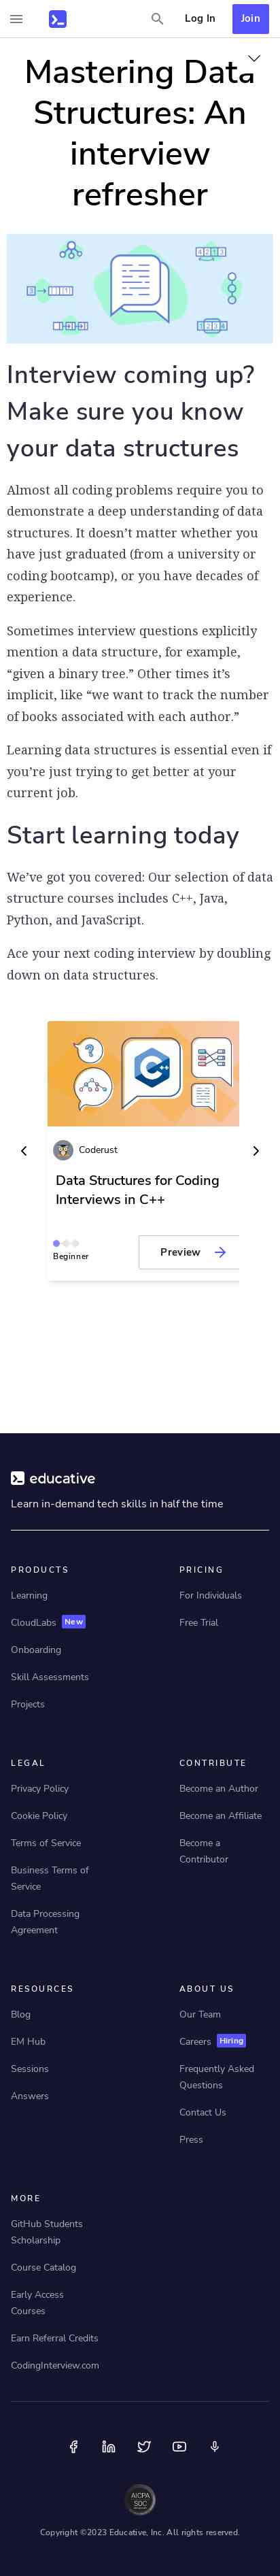 Log In
Join
Mastering Data
Structures: An
interview
refresher
Interview coming up?
Make sure you know
your data structures
Almost all coding problems require you to
demonstrate a deep understanding of data
structures. It doesn't matter whether you
have just graduated (from a university or
coding bootcamp), or you have decades of
experience.
Sometimes interview questions explicitly
mention a data structure, for example,
“given a binary tree.” Other times it’s
implicit, like “we want to track the number
of books associated with each author.”
Learning data structures is essential even if
you’re just trying to get better at your
current job.
Start learning today
We’ve got you covered: Our selection of data
structure courses includes C++, Java,
Python, and JavaScript.
Ace your next coding interview by doubling
down on data structures.
Coderust
Data Structures for Coding
Interviews in C++
Beginner
Preview
educative
Learn in-demand tech skills in half the time
PRODUCTS
Learning
CloudLabs New
Onboarding
Skill Assessments
Projects
PRICING
For Individuals
Free Trial
LEGAL
Privacy Policy
Cookie Policy
Terms of Service
Business Terms of
Service
Data Processing
Agreement
CONTRIBUTE
Become an Author
Become an Affiliate
Become a
Contributor
RESOURCES
Blog
EM Hub
Sessions
Answers
ABOUT US
Our Team
Careers Hiring
Frequently Asked
Questions
Contact Us
Press
MORE
GitHub Students
Scholarship
Course Catalog
Early Access
Courses
Earn Referral Credits
CodingInterview.com
AICPA
SOC
Copyright ©2023 Educative, Inc. All rights reserved.